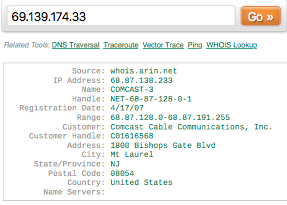 69.139.174.33 Go »
Related Tools: DNS Traversal Traceroute Vector Trace Ping WHOIS Lookup
Source: whois.arin.net
IP Address: 68.87.138.233
Name: COMCAST-3
Handle: NET-68-87-128-0-1
Registration Date: 4/17/07
Range: 68.87.128.0-68.87.191.255
Customer: Comcast Cable Communications, Inc.
Customer Handle: C01616568
Address: 1800 Bishops Gate Blvd
City: Mt Laurel
State/Province: NJ
Postal Code: 08054
Country: United States
Name Servers: